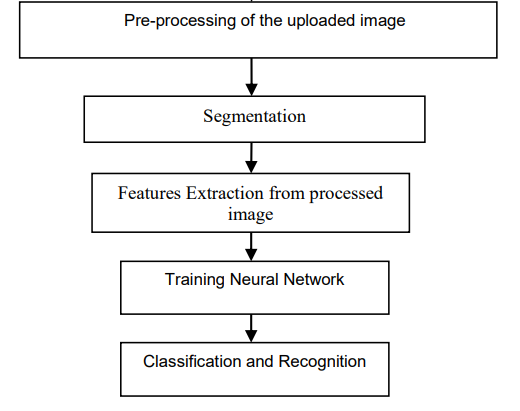 Pre-processing of the uploaded image
Segmentation
Features Extraction from processed
image
Training Neural Network
Classification and Recognition